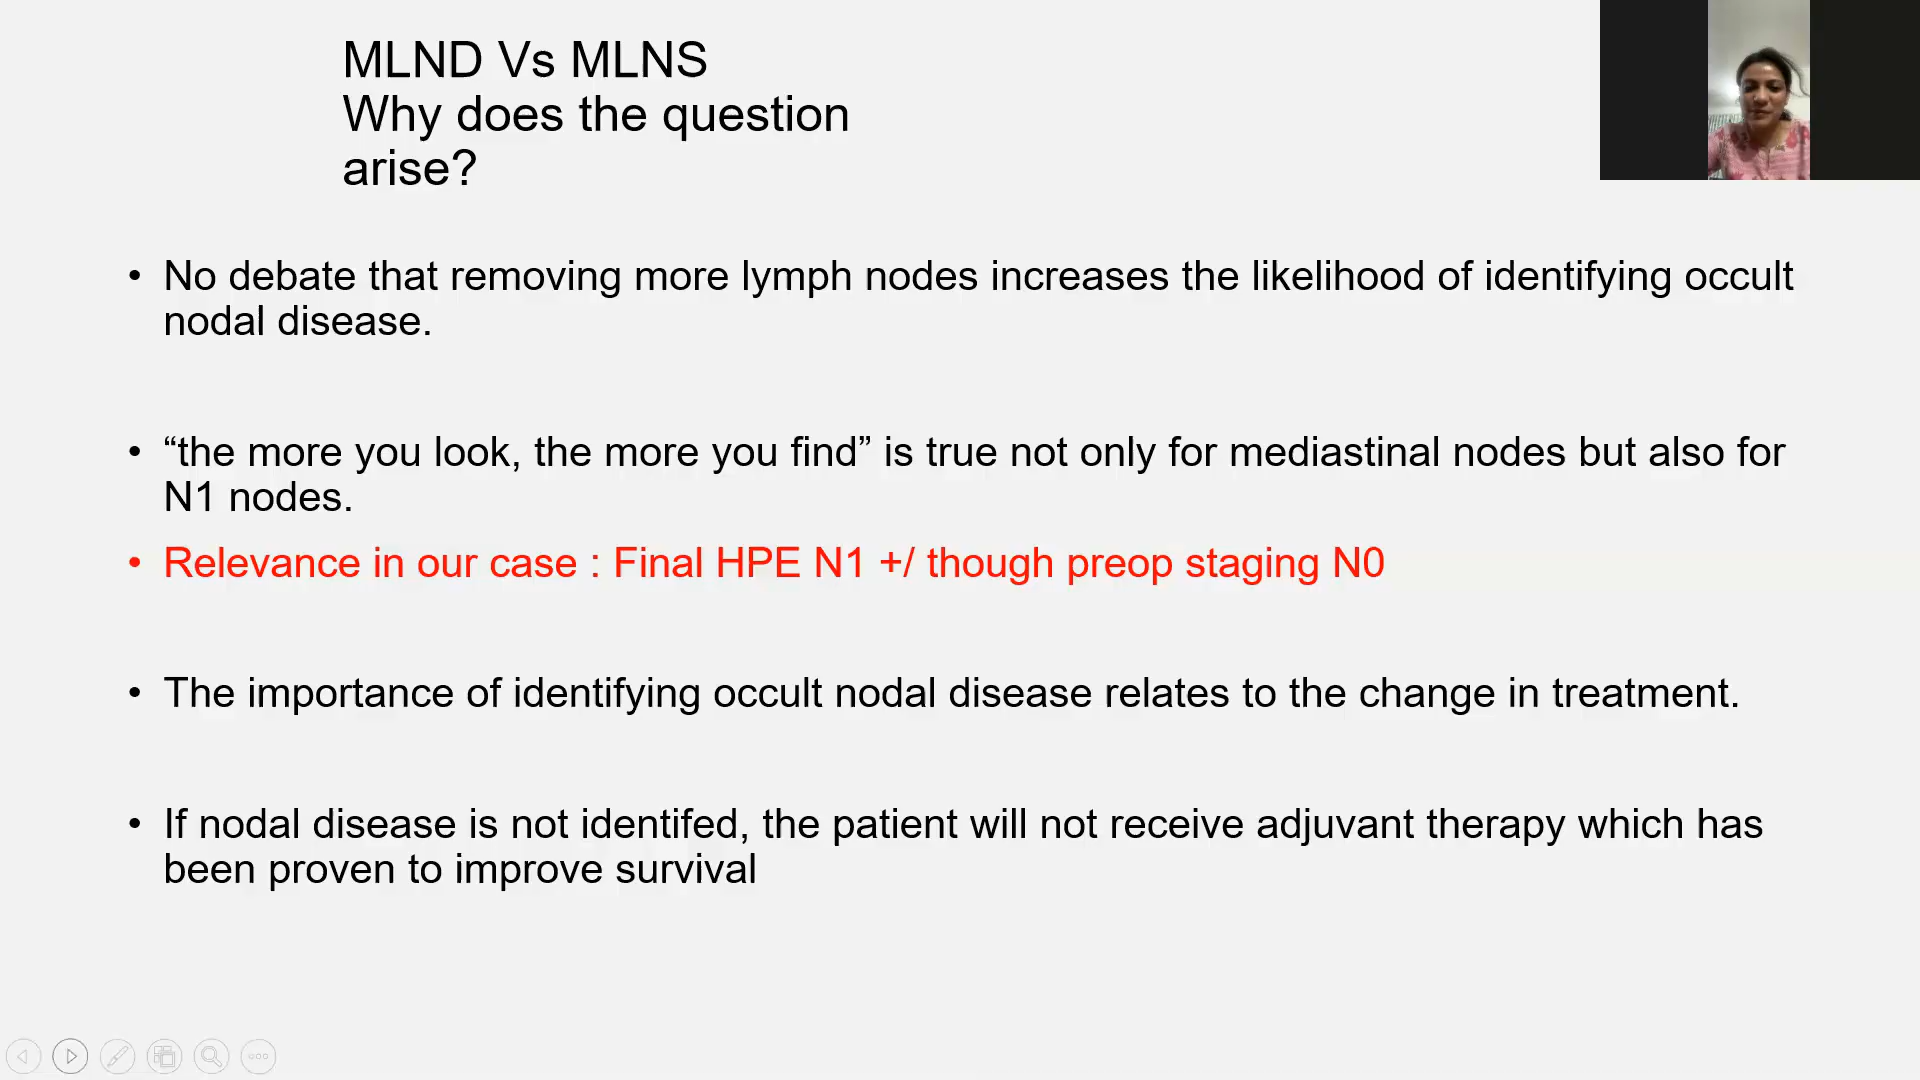 MLND Vs MLNS
Why does the question
arise?
• No debate that removing more lymph nodes increases the likelihood of identifying occult
nodal disease.
• “the more you look, the more you find” is true not only for mediastinal nodes but also for
N1 nodes.
• Relevance in our case : Final HPE N1 +/ though preop staging N0
• The importance of identifying occult nodal disease relates to the change in treatment.
• If nodal disease is not identifed, the patient will not receive adjuvant therapy which has
been proven to improve survival